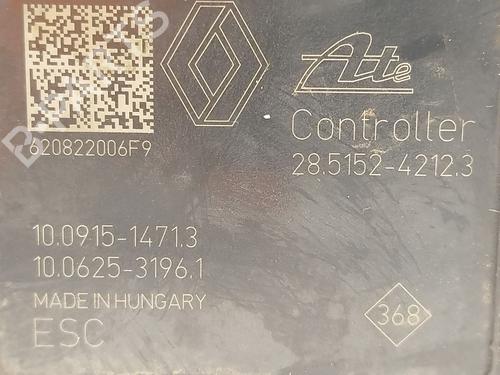 Ate
620822006F9
Controller
28.5152-4212.3
10.0915-1471.3
10.0625-3196.1
MADE IN HUNGARY
ESC
368